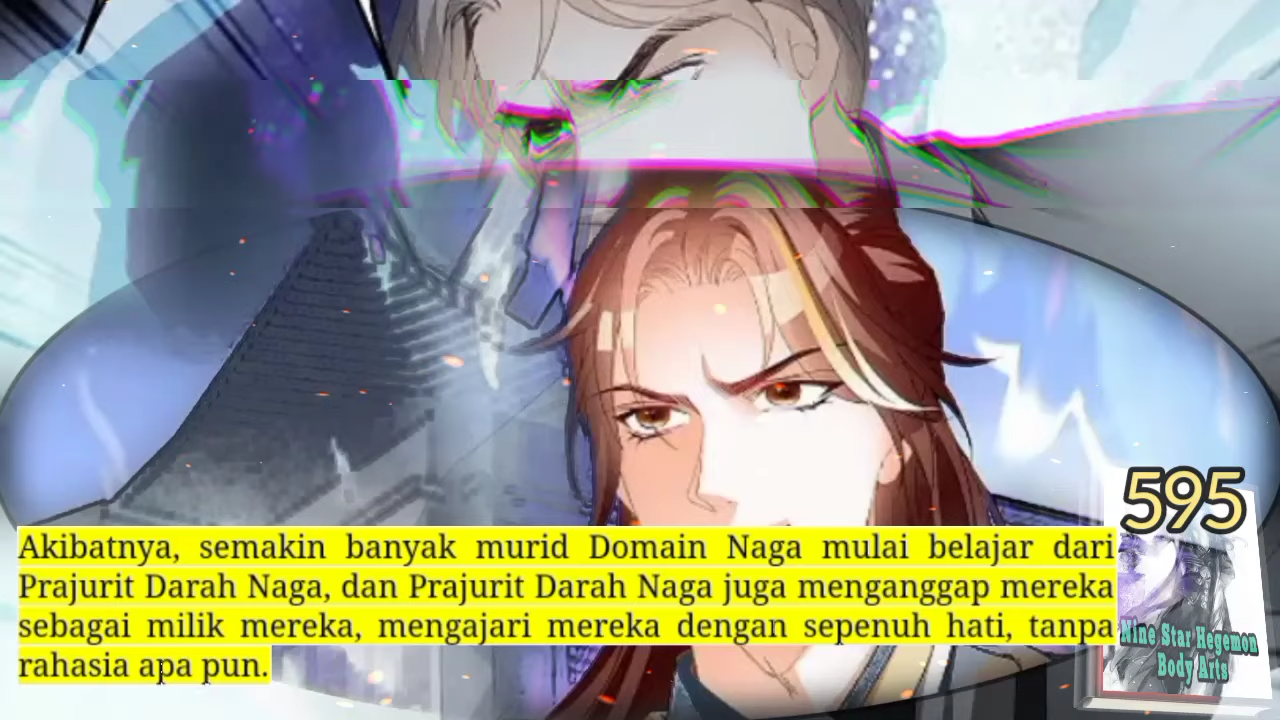 595
Akibatnya, semakin banyak murid Domain Naga mulai belajar dari
Prajurit Darah Naga, dan Prajurit Darah Naga juga menganggap mereka
sebagai milik mereka, mengajari mereka dengan sepenuh hati, tanpa
rahasia apa pun.
Nine Star Hegemon
Body Arts